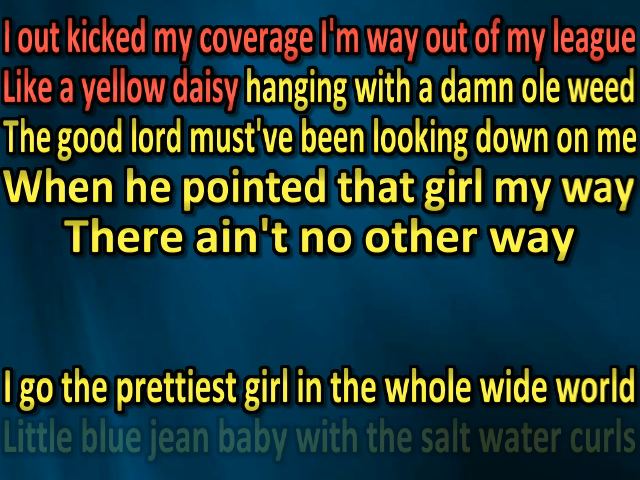 I out kicked my coverage I'm way out of my league
Like a yellow daisy hanging with a damn ole weed
The good lord must've been looking down on me
When he pointed that girl my way
There ain't no other way
I go the prettiest girl in the whole wide world
Little blue jean baby with the salt water curls